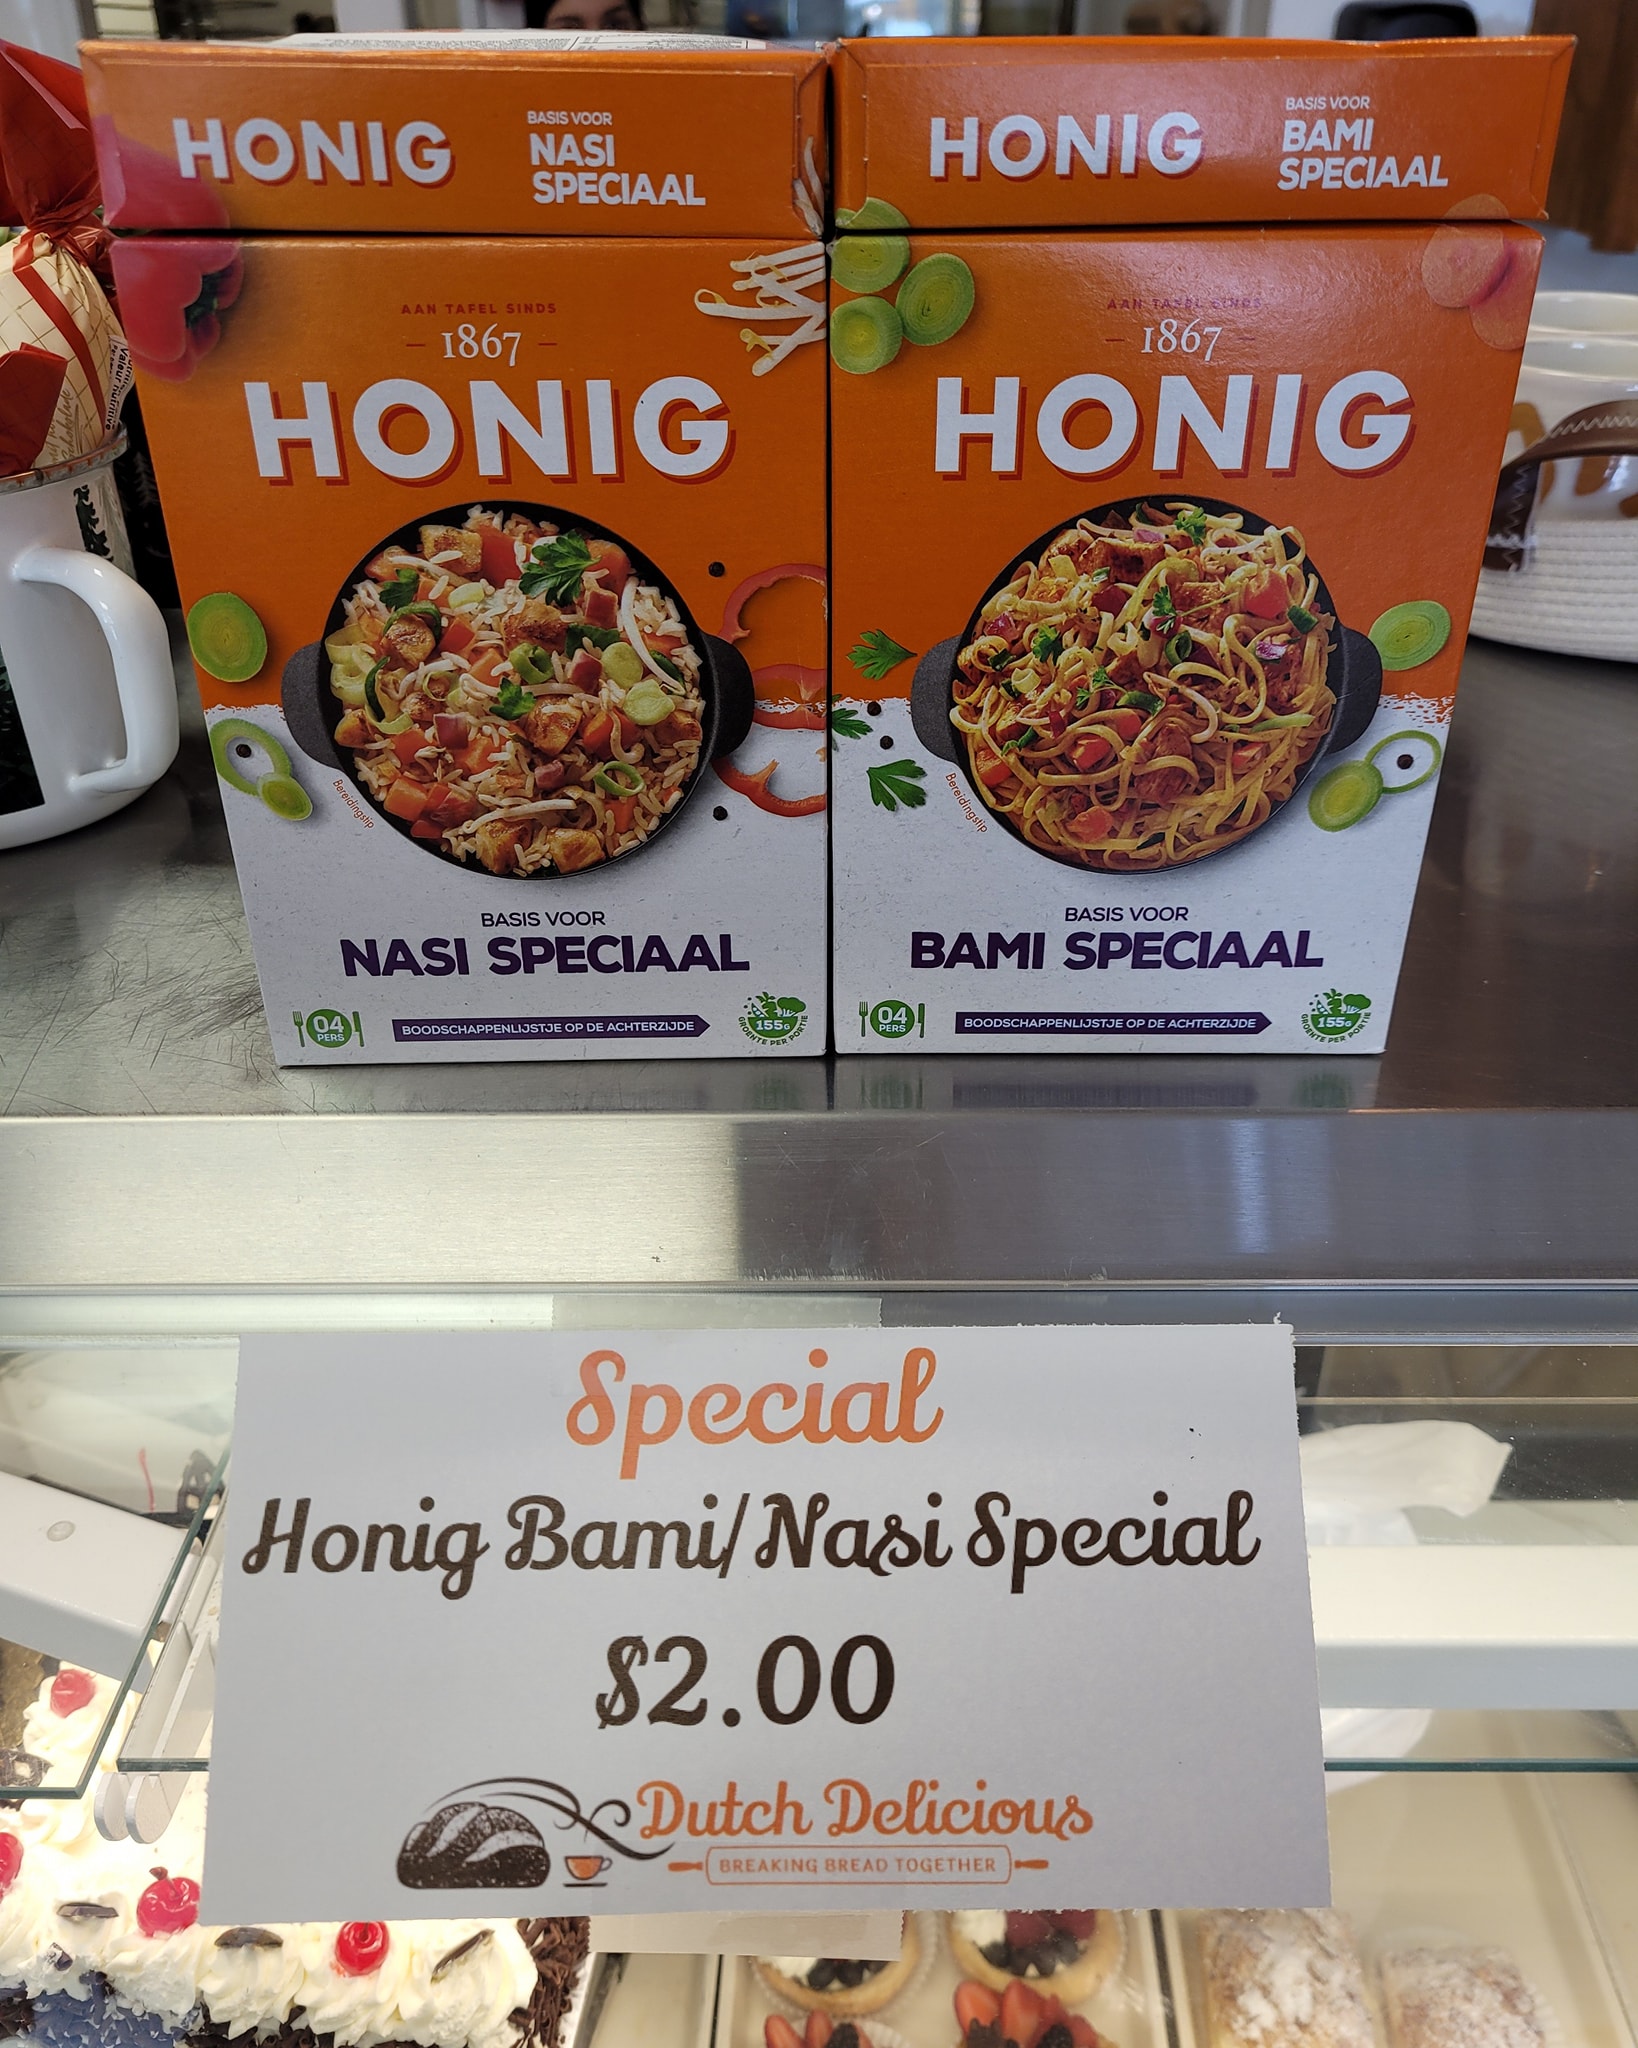 HONIG
BASIS VOOR
NASI
SPECIAAL
HONIG
BASIS VOOR
BAMI
SPECIAAL
AAN TAFEL SINDS
1867
HONIG
Bereidingstip
BASIS VOOR
NASI SPECIAAL
04
PERS
BOODSCHAPPENLIJSTJE OP DE ACHTERZIJDE
155G
GROENTE PER PORTIE
AAN TAFEL SINDS
1867
HONIG
Bereidingstip
BASIS VOOR
BAMI SPECIAAL
04
PERS
BOODSCHAPPENLIJSTJE OP DE ACHTERZIJDE
155G
GROENTE PER PORTIE
Valeur nutritive
Special
Honig Bami/Nasi Special
$2.00
Dutch Delicious
BREAKING BREAD TOGETHER